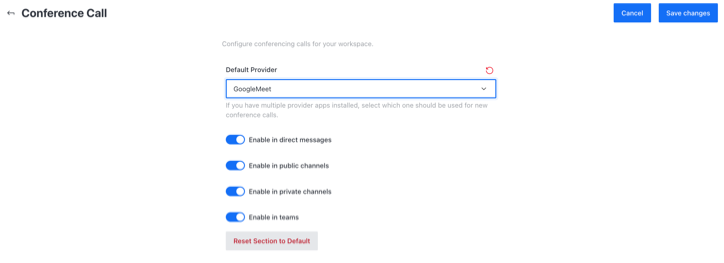 Conference Call
Cancel
Save changes
Configure conferencing calls for your workspace.
Default Provider
GoogleMeet
If you have multiple provider apps installed, select which one should be used for new
conference calls.
Enable in direct messages
Enable in public channels
Enable in private channels
Enable in teams
Reset Section to Default